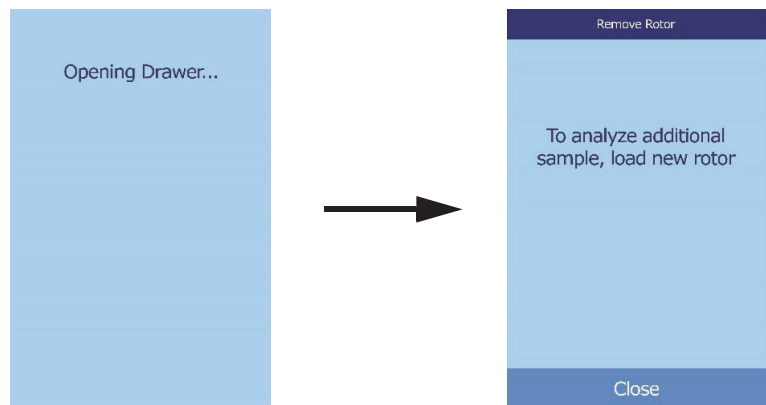 Opening Drawer...
Remove Rotor
To analyze additional
sample, load new rotor
Close